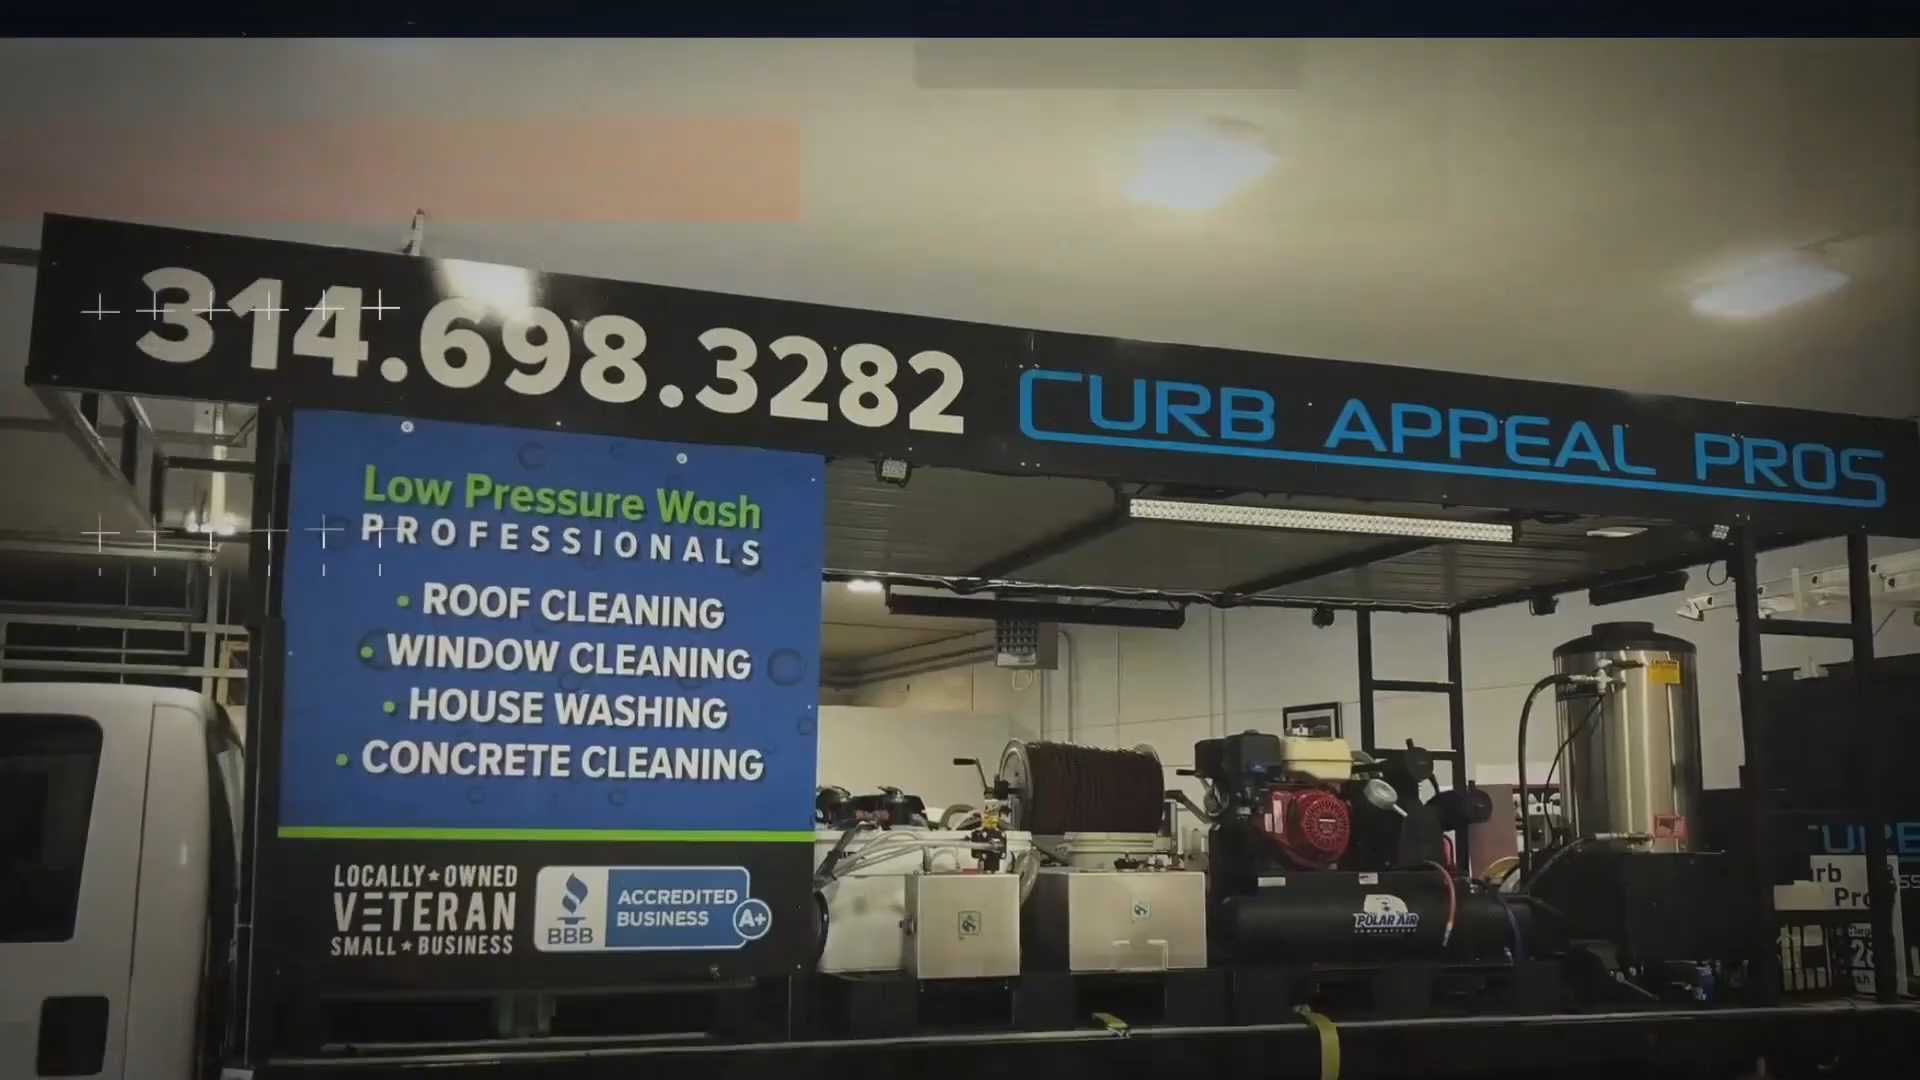 314.698.3282 CURB APPEAL PROS
Low Pressure Wash
PROFESSIONALS
• ROOF CLEANING
• WINDOW CLEANING
• HOUSE WASHING
• CONCRETE CLEANING
LOCALLY ★ OWNED
VETERAN
SMALL ★ BUSINESS
BBB
ACCREDITED
BUSINESS
A+
POLAR AIR
CAUTION